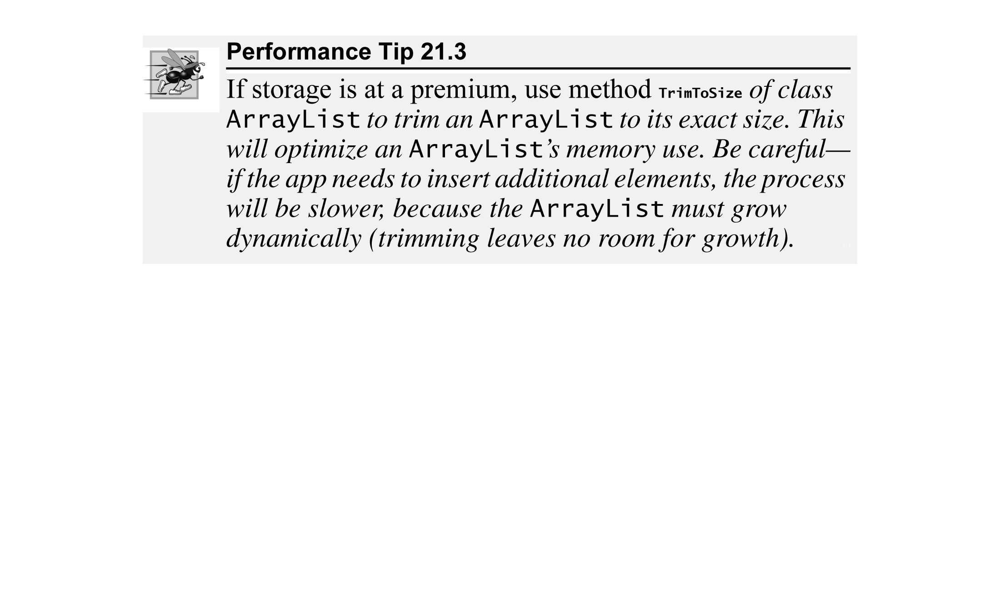 Performance Tip 21.3
If storage is at a premium, use method TrimToSize of class
ArrayList to trim an ArrayList to its exact size. This
will optimize an ArrayList’s memory use. Be careful—
if the app needs to insert additional elements, the process
will be slower, because the ArrayList must grow
dynamically (trimming leaves no room for growth).
21.3